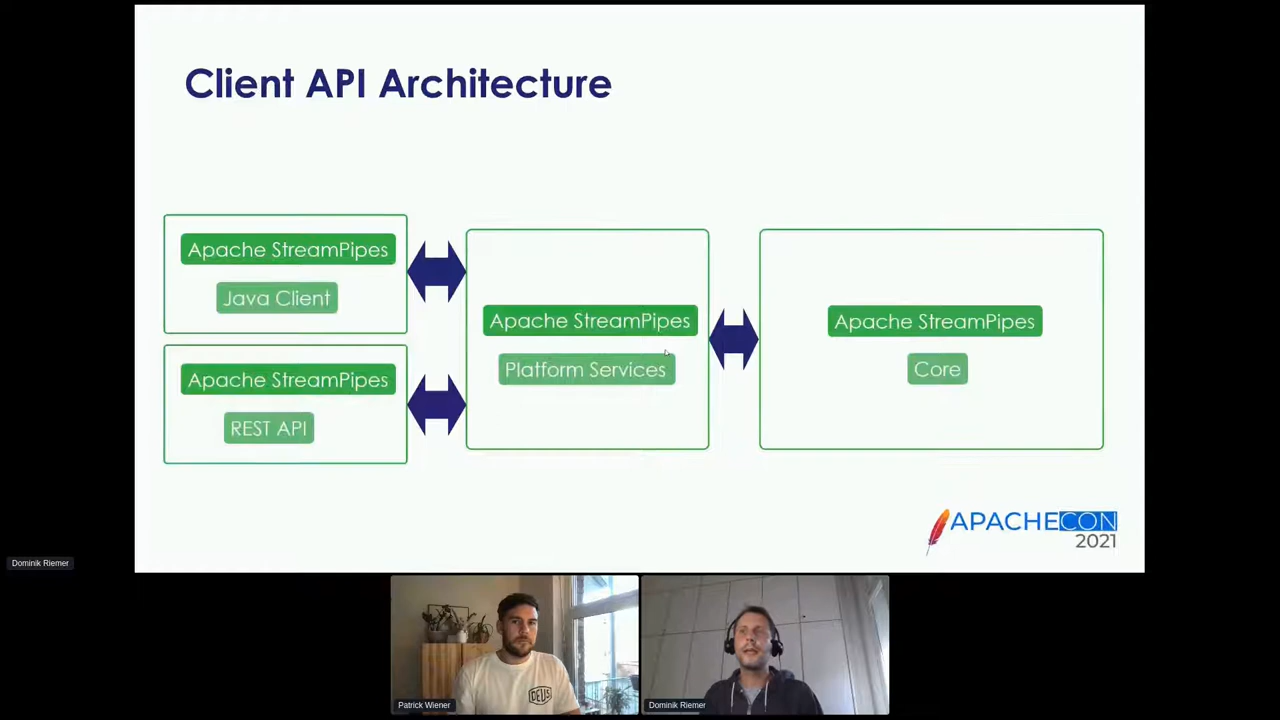 Client API Architecture
Apache StreamPipes
Java Client
Apache StreamPipes
REST API
Apache StreamPipes
Platform Services
Apache StreamPipes
Core
APACHECON
2021
Dominik Riemer
DEUS
Patrick Wiener
Dominik Riemer